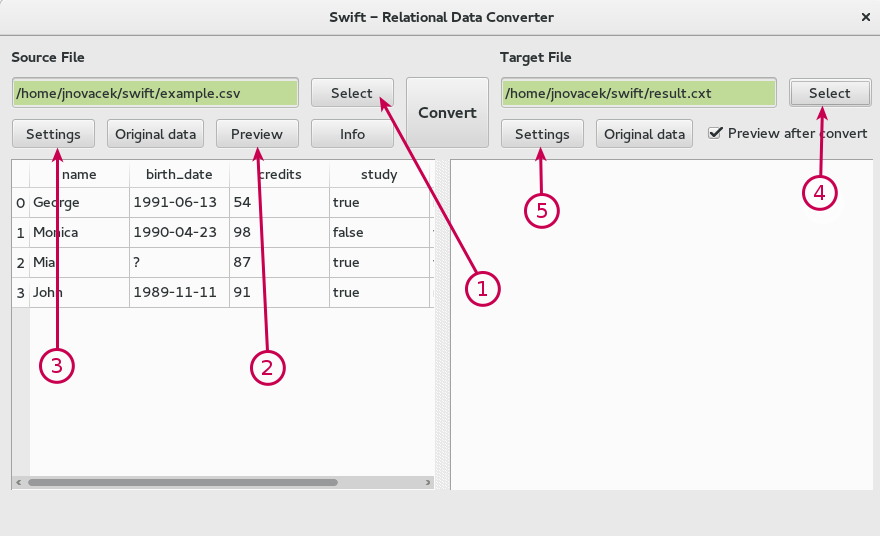 Swift – Relational Data Converter ×
Source File Target File
/home/jnovacek/swift/example.csv Select Convert /home/jnovacek/swift/result.cxt Select
Settings Original data Preview Info Settings Original data Preview after convert
name birth_date credits study
0 George 1991-06-13 54 true
1 Monica 1990-04-23 98 false
2 Mia ? 87 true
3 John 1989-11-11 91 true
4
5
1
3
2